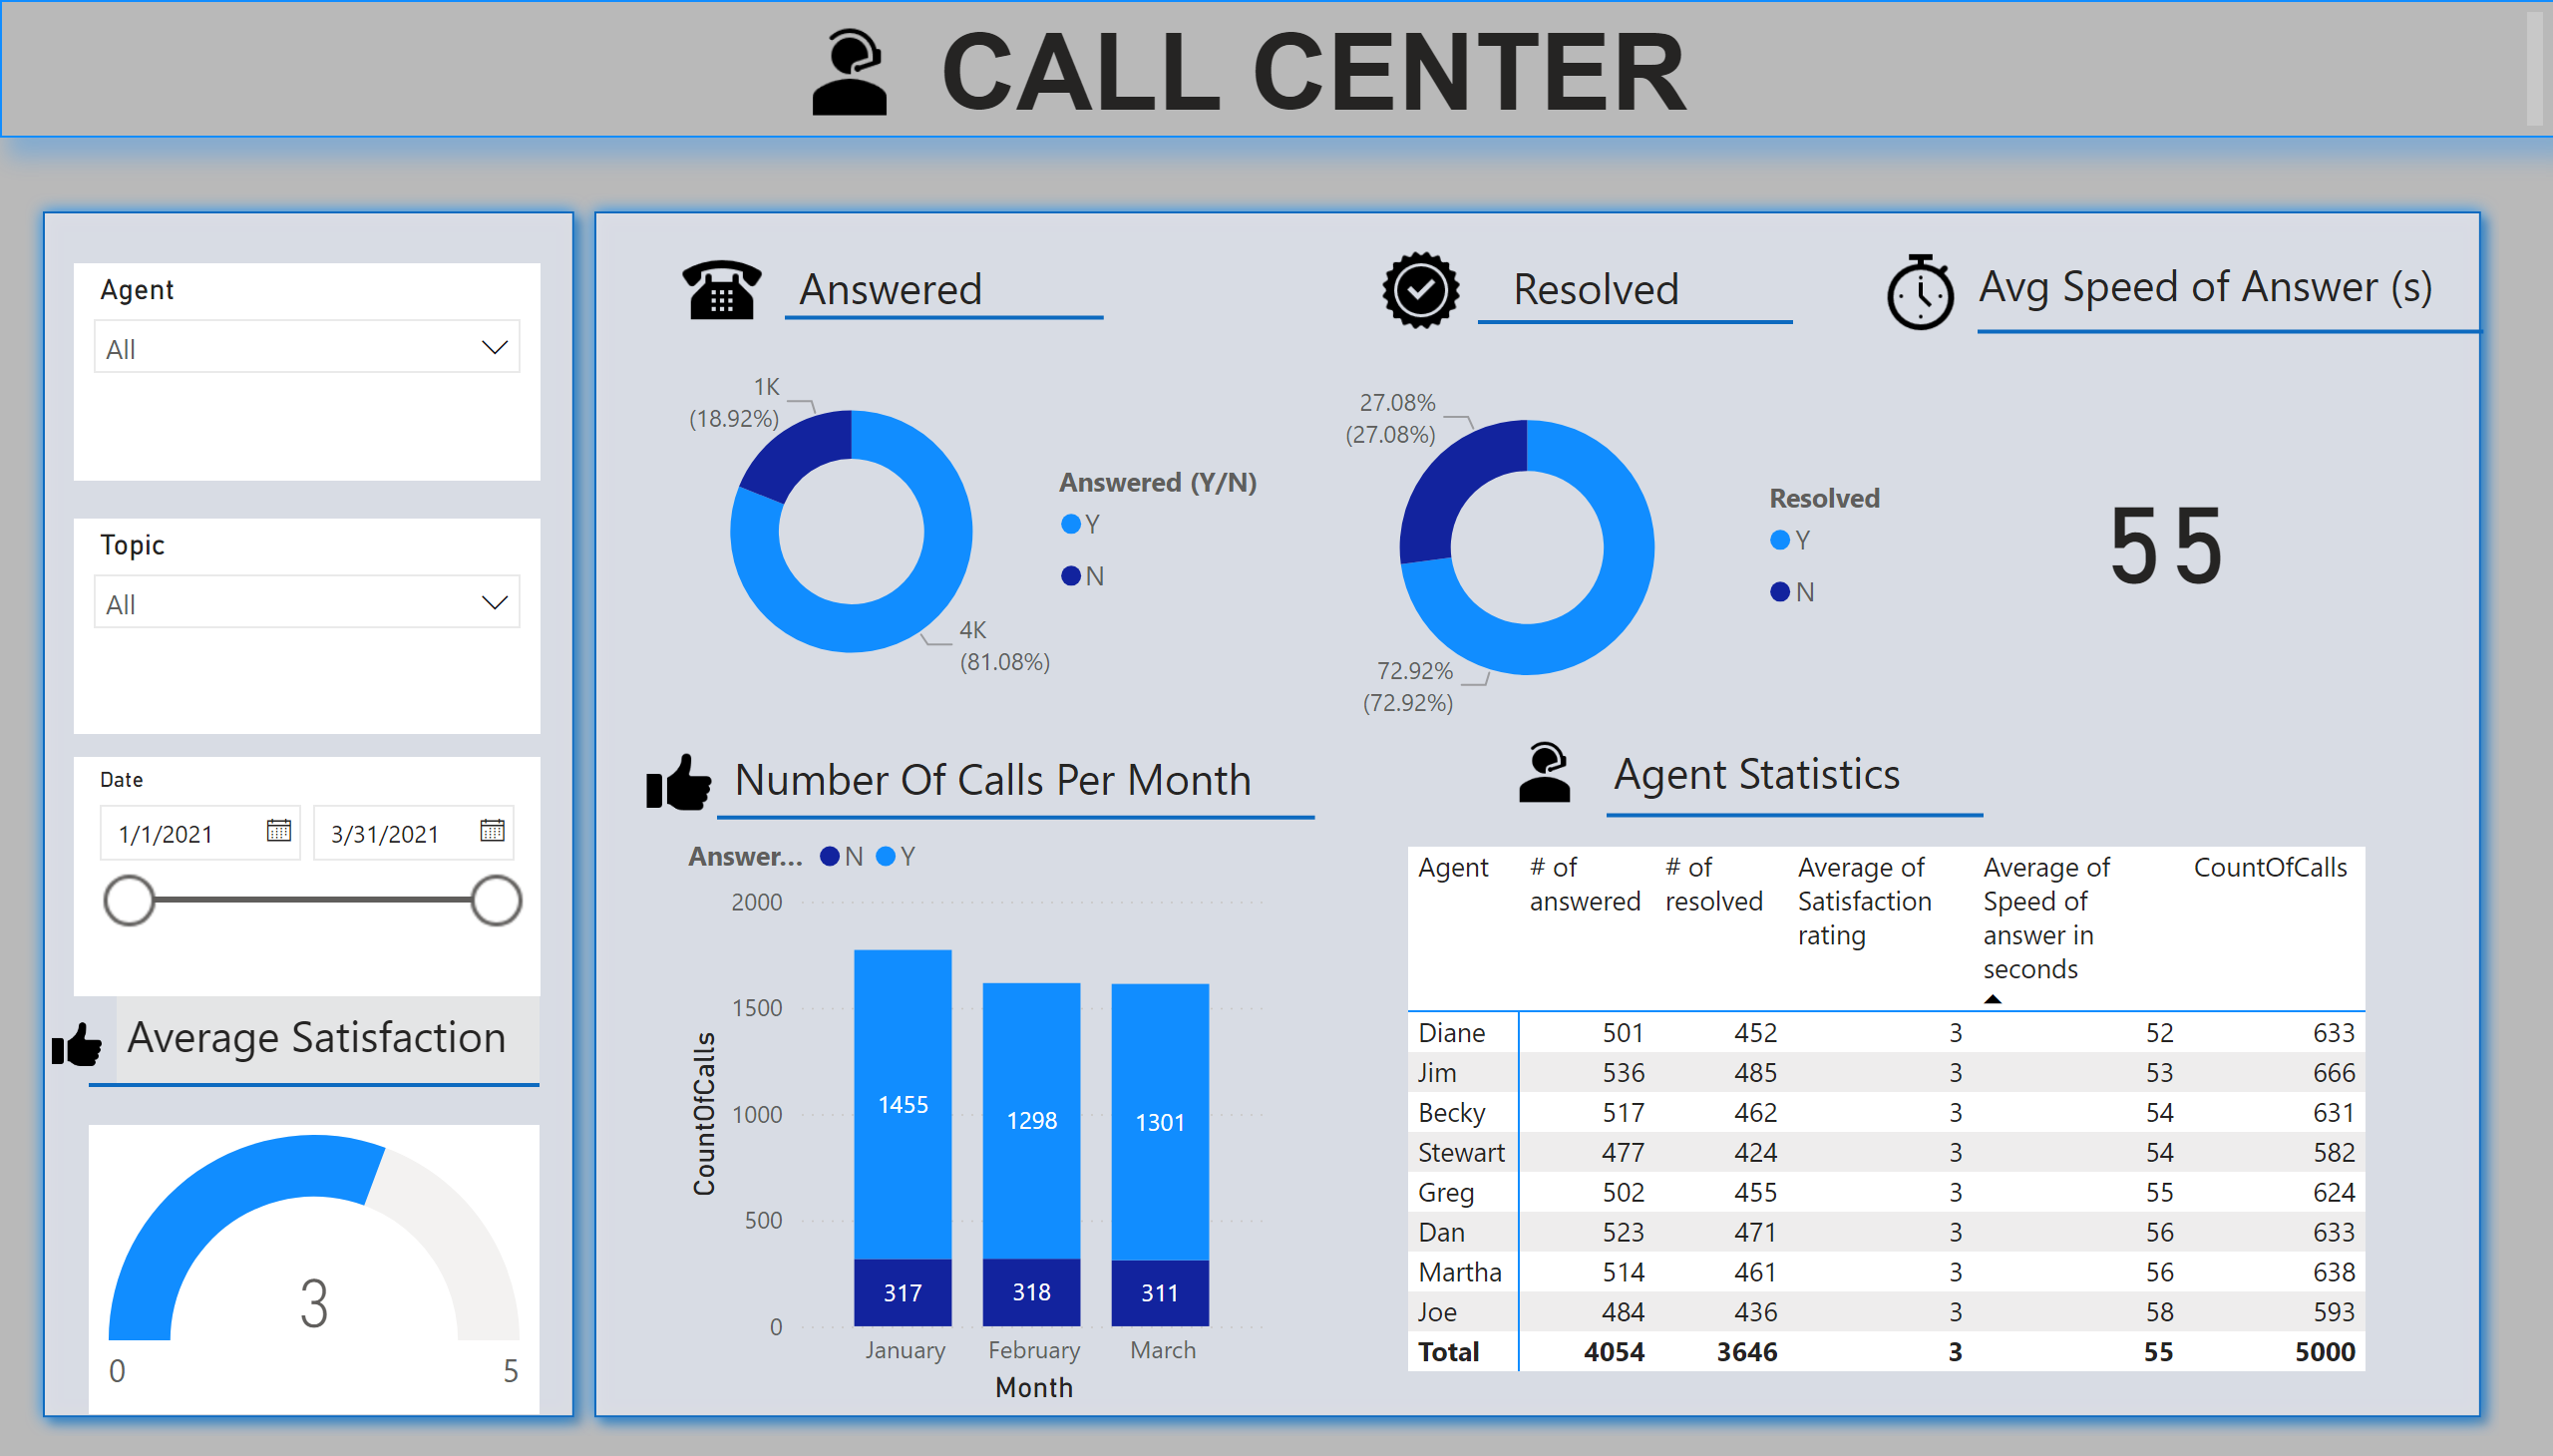 CALL CENTER
Agent
All
Topic
All
Date
1/1/2021 3/31/2021
Average Satisfaction
3
0 5
Answered
1K
(18.92%)
4K
(81.08%)
Answered (Y/N)
Y
N
Resolved
27.08%
(27.08%)
72.92%
(72.92%)
Resolved
Y
N
Avg Speed of Answer (s)
55
Number Of Calls Per Month
Answer... N Y
CountOfCalls
2000
1500
1000
500
0
1455 1298 1301
317 318 311
January February March
Month
Agent Statistics
Agent # of answered # of resolved Average of Satisfaction rating Average of Speed of answer in seconds CountOfCalls
Diane 501 452 3 52 633
Jim 536 485 3 53 666
Becky 517 462 3 54 631
Stewart 477 424 3 54 582
Greg 502 455 3 55 624
Dan 523 471 3 56 633
Martha 514 461 3 56 638
Joe 484 436 3 58 593
Total 4054 3646 3 55 5000